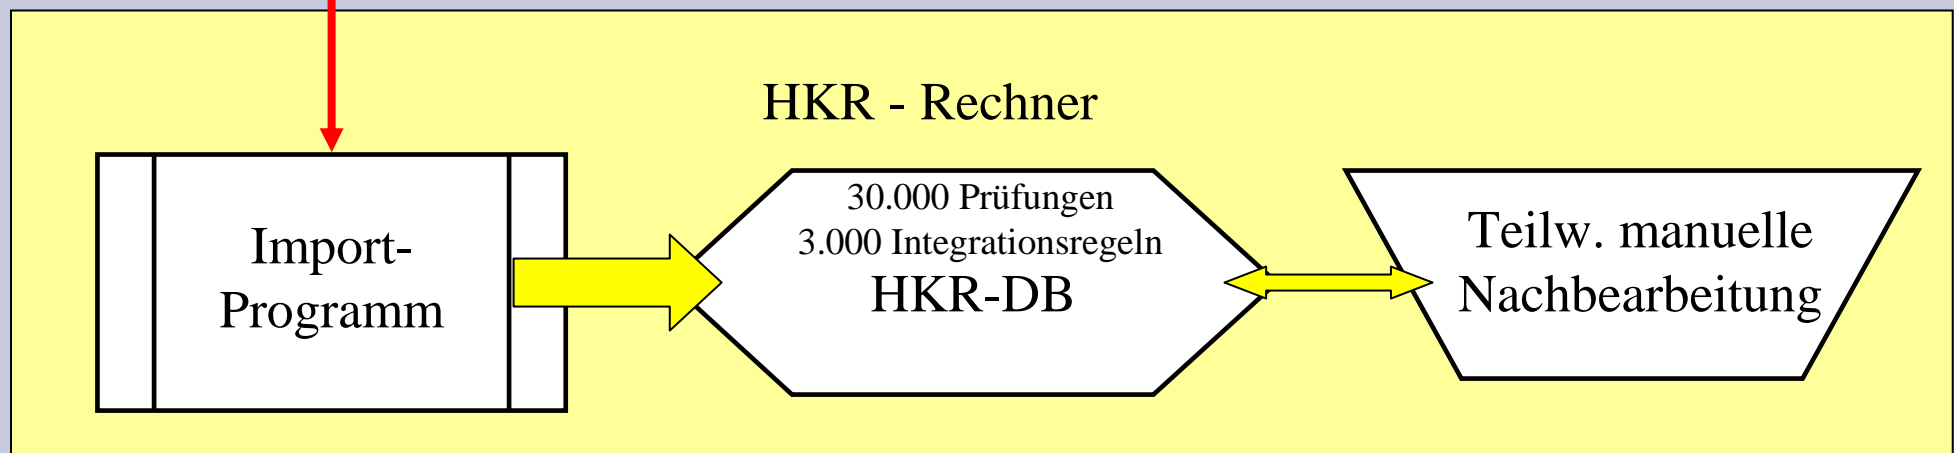 HKR - Rechner
Import-
Programm
30.000 Prüfungen
3.000 Integrationsregeln
HKR-DB
Teilw. manuelle
Nachbearbeitung